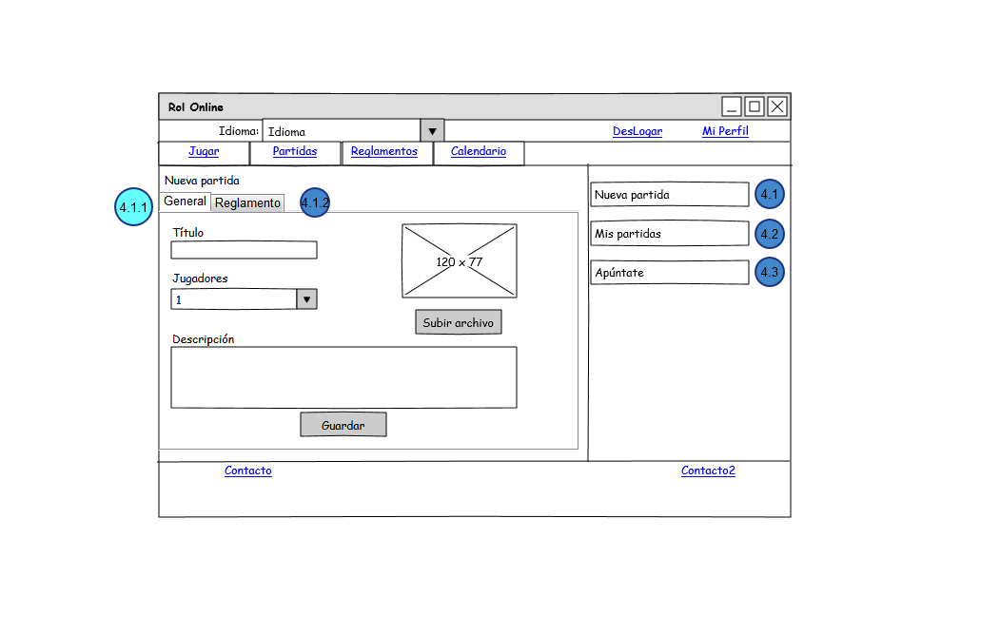 Rol Online
Idioma: Idioma DesLogar Mi Perfil
Jugar Partidas Reglamentos Calendario
Nueva partida
4.1.1 General Reglamento 4.1.2
Título
120 x 77
Jugadores
1
Subir archivo
Descripción
Guardar
Nueva partida 4.1
Mis partidas 4.2
Apúntate 4.3
Contacto Contacto2